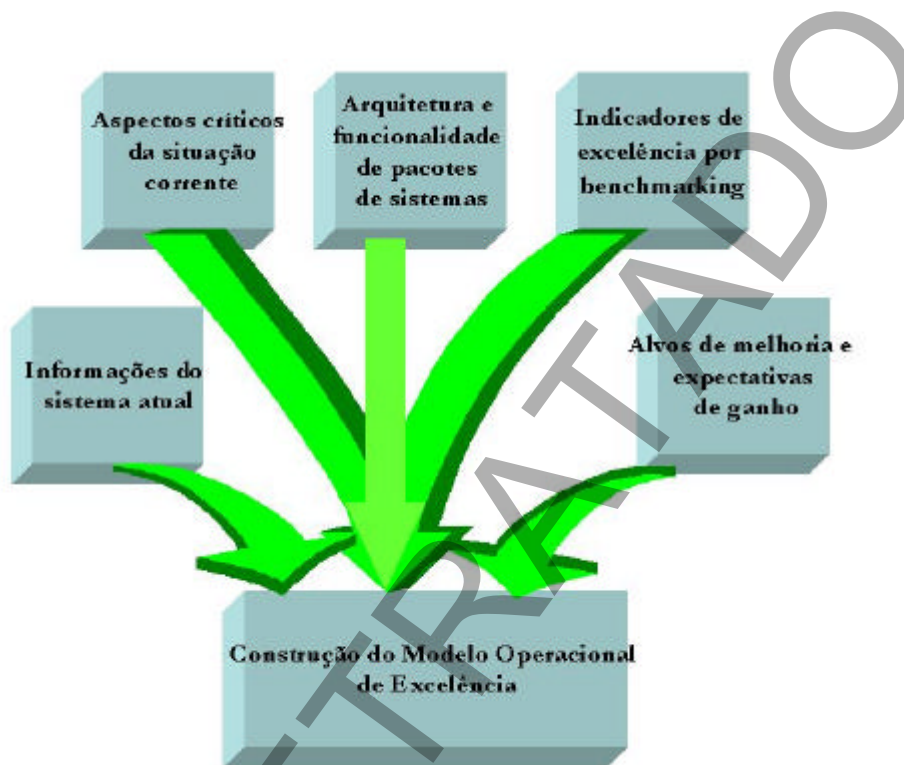 Aspectos críticos
da situação
corrente
Arquitetura e
funcionalidade
de pacotes
de sistemas
Indicadores de
excelência por
benchmarking
Informações do
sistema atual
Alvos de melhoria e
expectativas
de ganho
Construção do Modelo Operacional
de Excelência
TRATADO